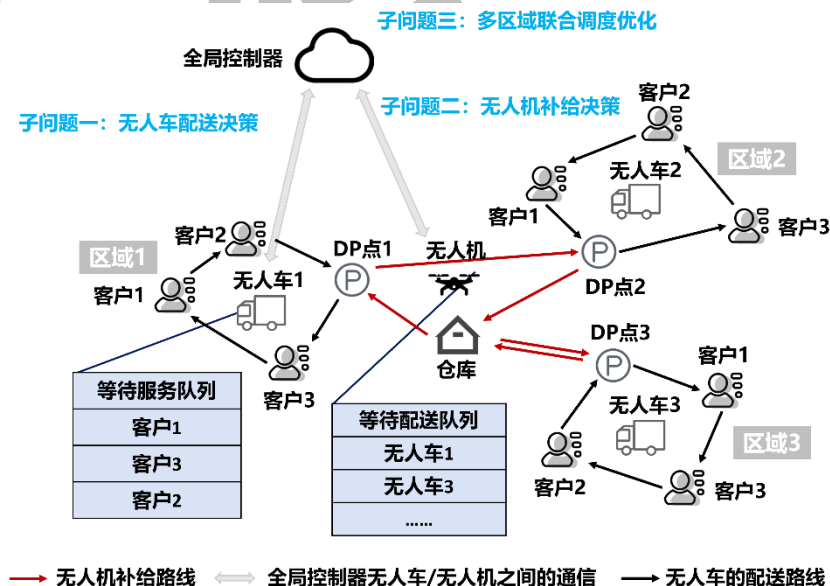 子问题三：多区域联合调度优化
全局控制器
子问题一：无人车配送决策
子问题二：无人机补给决策
客户2
区域2
无人车2
客户1
客户3
DP点2
客户2
区域1
DP点1
无人机
无人车1
客户1
客户3
仓库
DP点3
客户1
无人车3
区域3
客户2
客户3
等待服务队列
客户1
客户3
客户2
等待配送队列
无人车1
无人车3
......
无人机补给路线
全局控制器无人车/无人机之间的通信
无人车的配送路线